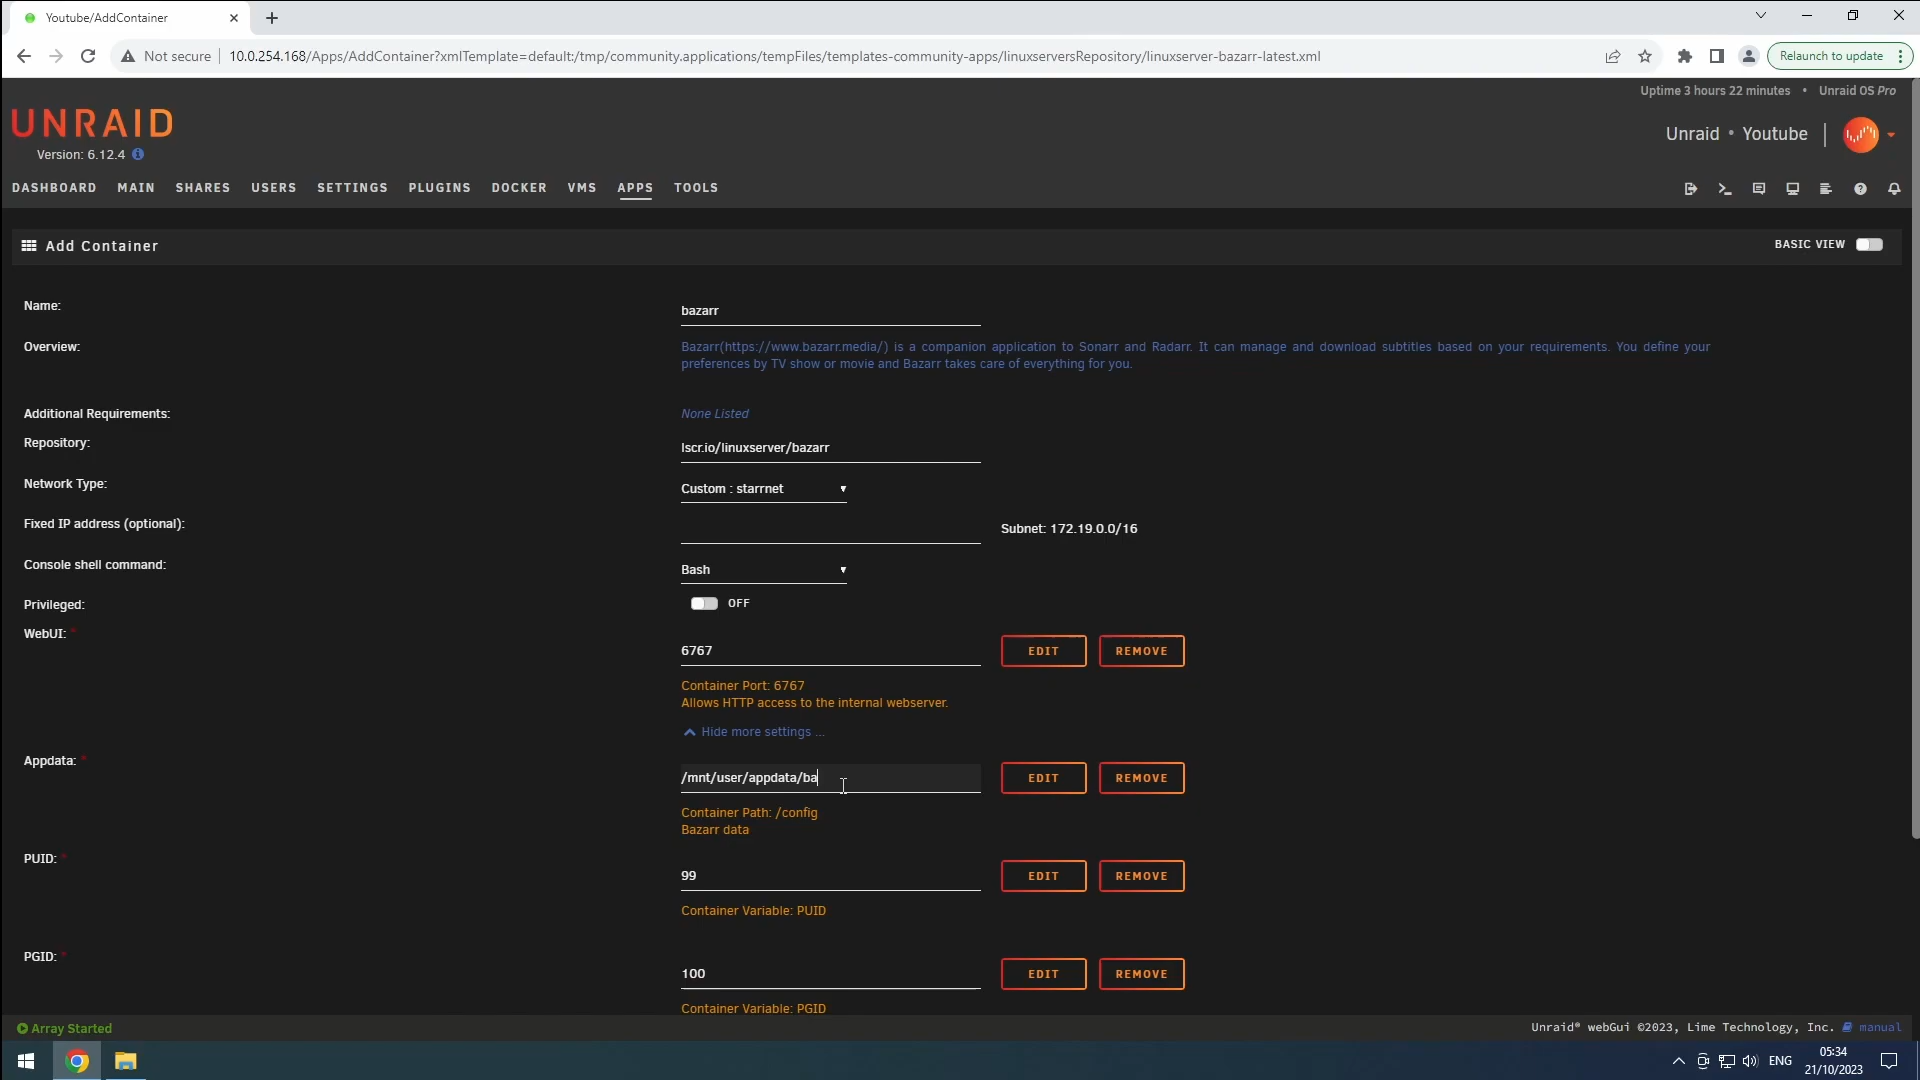 Youtube/AddContainer
Not secure
10.0.254.168/Apps/AddContainer?xmlTemplate=default:/tmp/community.applications/tempFiles/templates-community-apps/linuxserversRepository/linuxserver-bazarr-latest.xml
Relaunch to update
Uptime 3 hours 22 minutes • Unraid OS Pro
UNRAID
Version: 6.12.4
Unraid • Youtube
DASHBOARD MAIN SHARES USERS SETTINGS PLUGINS DOCKER VMS APPS TOOLS
Add Container
BASIC VIEW
Name:
bazarr
Overview:
Bazarr(https://www.bazarr.media/) is a companion application to Sonarr and Radarr. It can manage and download subtitles based on your requirements. You define your
preferences by TV show or movie and Bazarr takes care of everything for you.
Additional Requirements:
None Listed
Repository:
lscr.io/linuxserver/bazarr
Network Type:
Custom : starrnet
Fixed IP address (optional):
Subnet: 172.19.0.0/16
Console shell command:
Bash
Privileged:
OFF
WebUI: *
6767
EDIT
REMOVE
Container Port: 6767
Allows HTTP access to the internal webserver.
Hide more settings ...
Appdata: *
/mnt/user/appdata/ba
EDIT
REMOVE
Container Path: /config
Bazarr data
PUID: *
99
EDIT
REMOVE
Container Variable: PUID
PGID: *
100
EDIT
REMOVE
Container Variable: PGID
Array Started
Unraid® webGui ©2023, Lime Technology, Inc. manual
ENG
05:34
21/10/2023